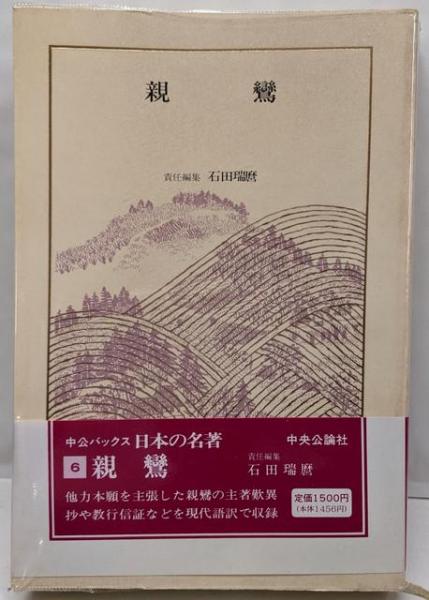 親鸞
責任編集 石田瑞麿
中公バックス 日本の名著
中央公論社
6 親鸞
責任編集
石田瑞麿
他力本願を主張した親鸞の主著歎異
抄や教行信証などを現代語訳で収録
定価1500円
(本体1456円)